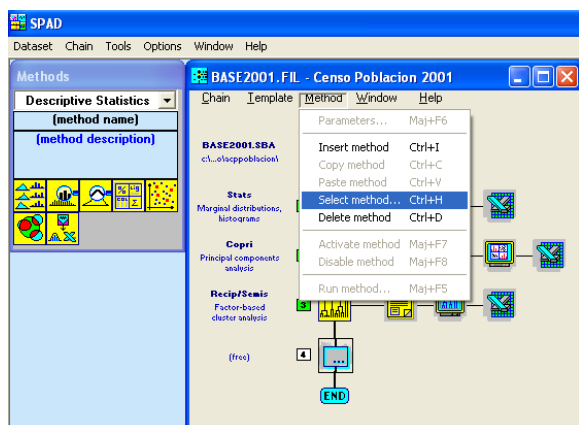 SPAD
Dataset Chain Tools Options Window Help
Methods
Descriptive Statistics
(method name)
(method description)
BASE2001.FIL - Censo Poblacion 2001
Chain Template Method Window Help
Parameters... Maj+F6
Insert method Ctrl+I
Copy method Ctrl+C
Paste method Ctrl+V
Select method... Ctrl+H
Delete method Ctrl+D
Activate method Maj+F7
Disable method Maj+F8
Run method... Maj+F5
BASE2001.SBA
c:\...o\acppoblacion\
Stats
Marginal distributions,
histograms
Copri
Principal components
analysis
Recip/Semis
Factor-based
cluster analysis
3
(free)
4
...
END